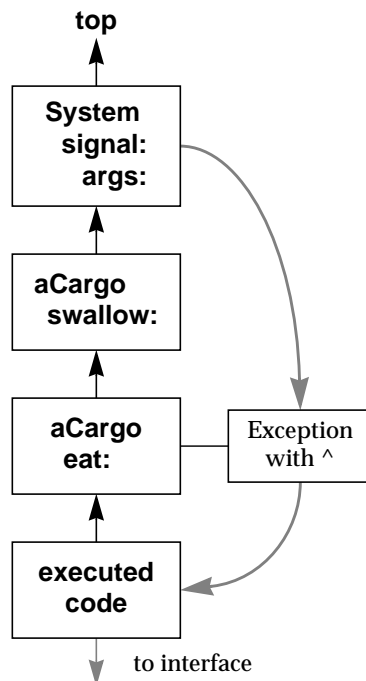 top
System
signal:
args:
aCargo
swallow:
aCargo
eat:
Exception
with ^
executed
code
to interface